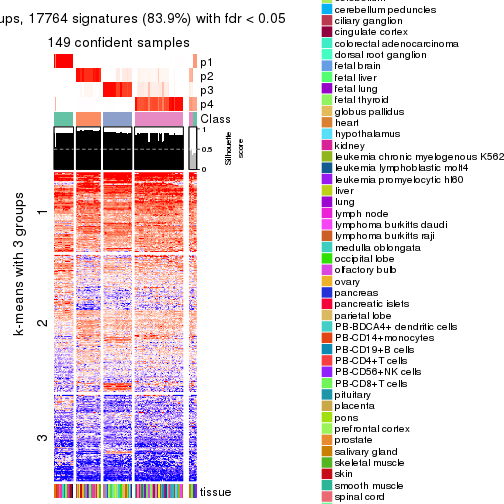 ups, 17764 signatures (83.9%) with fdr < 0.05
149 confident samples
p1
p2
p3
p4
Class
1
0.5
0
Silhouette
score
k-means with 3 groups
1
2
3
tissue
cerebellum peduncles
ciliary ganglion
cingulate cortex
colorectal adenocarcinoma
dorsal root ganglion
fetal brain
fetal liver
fetal lung
fetal thyroid
globus pallidus
heart
hypothalamus
kidney
leukemia chronic myelogenous K562
leukemia lymphoblastic molt4
leukemia promyelocytic hl60
liver
lung
lymph node
lymphoma burkitts daudi
lymphoma burkitts raji
medulla oblongata
occipital lobe
olfactory bulb
ovary
pancreas
pancreatic islets
parietal lobe
PB-BDCA4+ dendritic cells
PB-CD14+monocytes
PB-CD19+B cells
PB-CD4+T cells
PB-CD56+NK cells
PB-CD8+T cells
pituitary
placenta
pons
prefrontal cortex
prostate
salivary gland
skeletal muscle
skin
smooth muscle
spinal cord